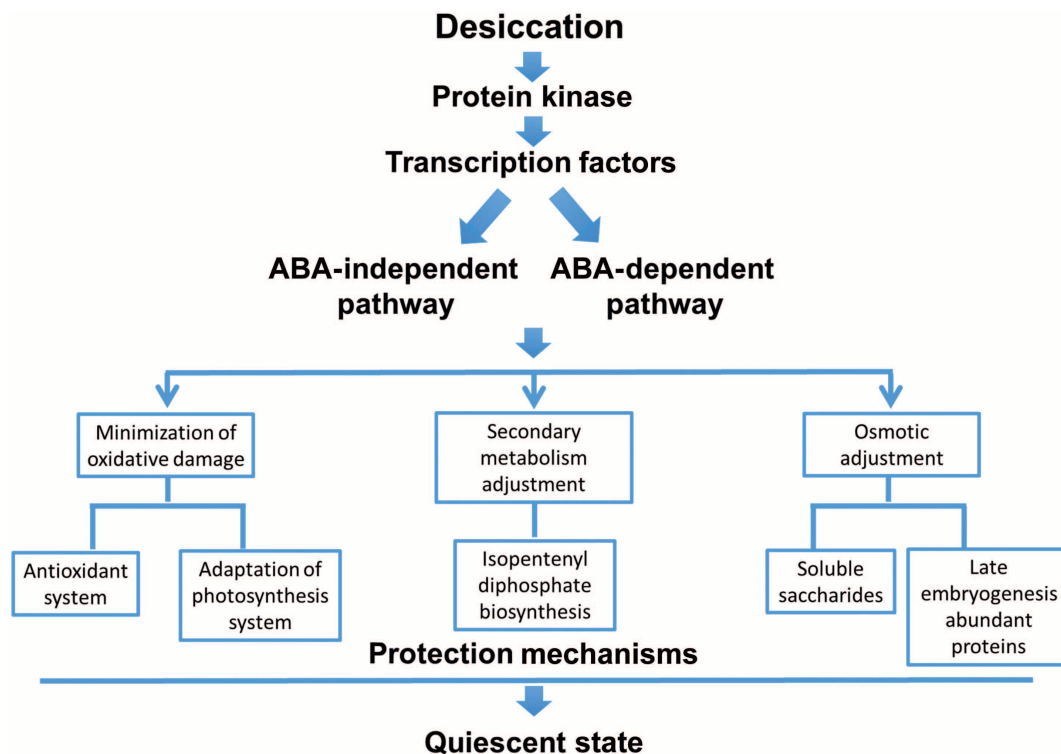 Desiccation
Protein kinase
Transcription factors
ABA-independent
pathway
ABA-dependent
pathway
Minimization of
oxidative damage
Secondary
metabolism
adjustment
Osmotic
adjustment
Antioxidant
system
Adaptation of
photosynthesis
system
Isopentenyl
diphosphate
biosynthesis
Soluble
saccharides
Late
embryogenesis
abundant
proteins
Protection mechanisms
Quiescent state